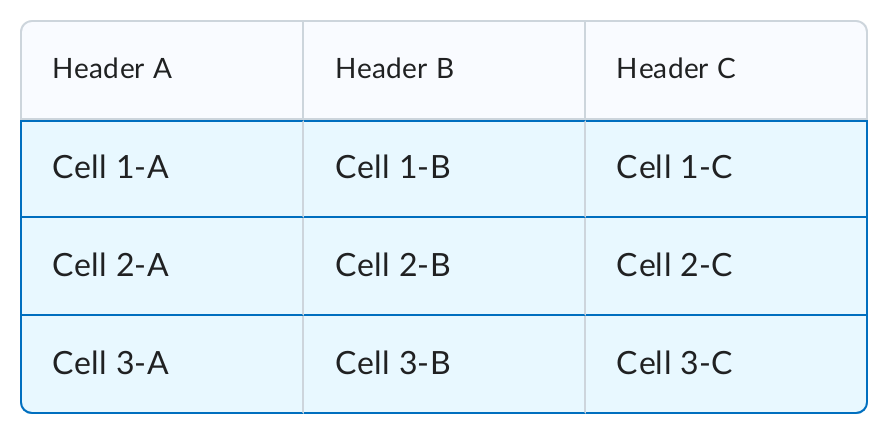 Header A Header B Header C
Cell 1-A Cell 1-B Cell 1-C
Cell 2-A Cell 2-B Cell 2-C
Cell 3-A Cell 3-B Cell 3-C